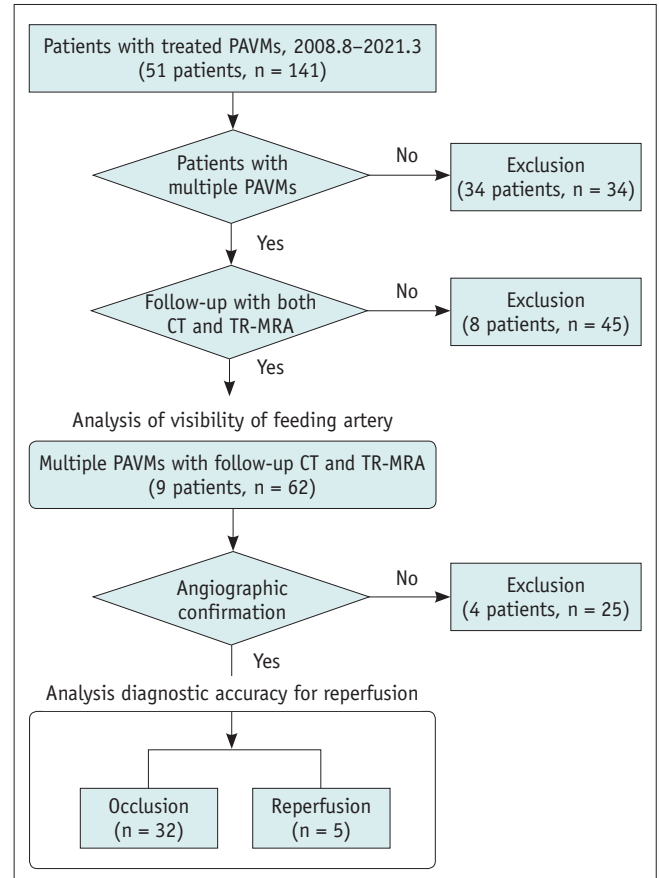 Patients with treated PAVMs, 2008.8–2021.3
(51 patients, n = 141)
Patients with
multiple PAVMs
No
Exclusion
(34 patients, n = 34)
Yes
Follow-up with both
CT and TR-MRA
No
Exclusion
(8 patients, n = 45)
Yes
Analysis of visibility of feeding artery
Multiple PAVMs with follow-up CT and TR-MRA
(9 patients, n = 62)
Angiographic
confirmation
No
Exclusion
(4 patients, n = 25)
Yes
Analysis diagnostic accuracy for reperfusion
Occlusion
(n = 32)
Reperfusion
(n = 5)